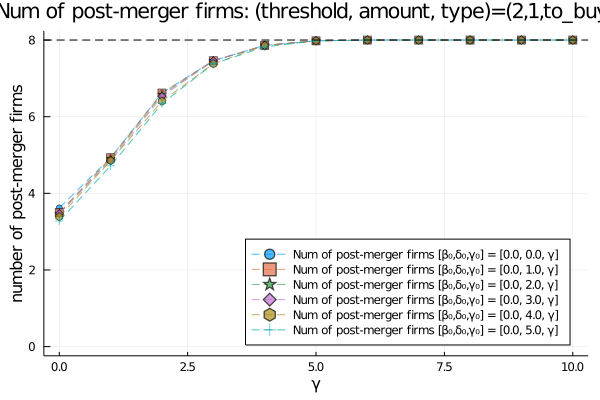 Num of post-merger firms: (threshold, amount, type)=(2,1,to_buy
number of post-merger firms
8
6
4
2
0
Num of post-merger firms [β₀,δ₀,γ₀] = [0.0, 0.0, γ]
Num of post-merger firms [β₀,δ₀,γ₀] = [0.0, 1.0, γ]
Num of post-merger firms [β₀,δ₀,γ₀] = [0.0, 2.0, γ]
Num of post-merger firms [β₀,δ₀,γ₀] = [0.0, 3.0, γ]
Num of post-merger firms [β₀,δ₀,γ₀] = [0.0, 4.0, γ]
Num of post-merger firms [β₀,δ₀,γ₀] = [0.0, 5.0, γ]
0.0 2.5 5.0 7.5 10.0
γ